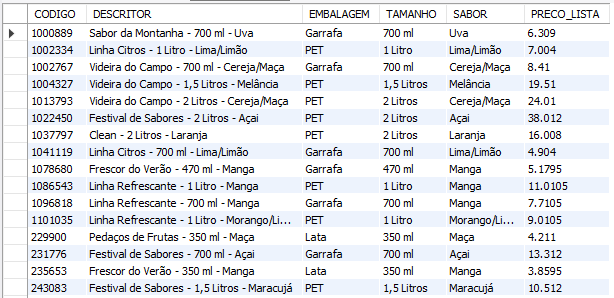 CODIGO DESCRITOR EMBALAGEM TAMANHO SABOR PRECO_LISTA
1000889 Sabor da Montanha - 700 ml - Uva Garrafa 700 ml Uva 6.309
1002334 Linha Citros - 1 Litro - Lima/Limão PET 1 Litro Lima/Limão 7.004
1002767 Videira do Campo - 700 ml - Cereja/Maça Garrafa 700 ml Cereja/Maça 8.41
1004327 Videira do Campo - 1,5 Litros - Melância PET 1,5 Litros Melância 19.51
1013793 Videira do Campo - 2 Litros - Cereja/Maça PET 2 Litros Cereja/Maça 24.01
1022450 Festival de Sabores - 2 Litros - Açai PET 2 Litros Açai 38.012
1037797 Clean - 2 Litros - Laranja PET 2 Litros Laranja 16.008
1041119 Linha Citros - 700 ml - Lima/Limão Garrafa 700 ml Lima/Limão 4.904
1078680 Frescor do Verão - 470 ml - Manga Garrafa 470 ml Manga 5.1795
1086543 Linha Refrescante - 1 Litro - Manga PET 1 Litro Manga 11.0105
1096818 Linha Refrescante - 700 ml - Manga Garrafa 700 ml Manga 7.7105
1101035 Linha Refrescante - 1 Litro - Morango/Li... PET 1 Litro Morango/Li... 9.0105
229900 Pedaços de Frutas - 350 ml - Maça Lata 350 ml Maça 4.211
231776 Festival de Sabores - 700 ml - Açai Garrafa 700 ml Açai 13.312
235653 Frescor do Verão - 350 ml - Manga Lata 350 ml Manga 3.8595
243083 Festival de Sabores - 1,5 Litros - Maracujá PET 1,5 Litros Maracujá 10.512